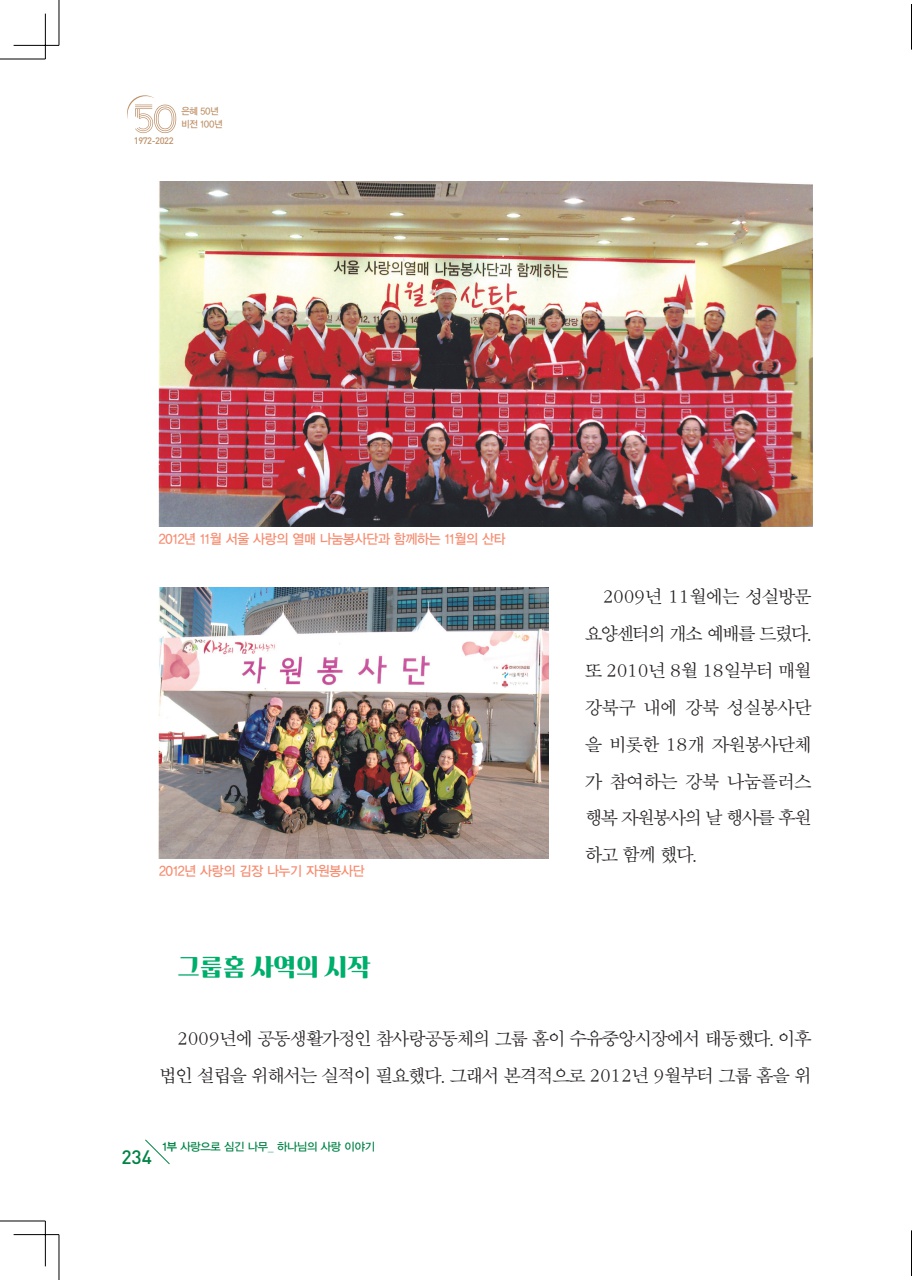 50
은혜 50년
비전 100년
1972-2022
서울 사랑의열매 나눔봉사단과 함께하는
11월의 산타
2012년 11월 서울 사랑의 열매 나눔봉사단과 함께하는 11월의 산타
PRESIDENT
사랑의 김장나누기
자원봉사단
서울특별시
2012년 사랑의 김장 나누기 자원봉사단
2009년 11월에는 성실방문
요양센터의 개소 예배를 드렸다.
또 2010년 8월 18일부터 매월
강북구 내에 강북 성실봉사단
을 비롯한 18개 자원봉사단체
가 참여하는 강북 나눔플러스
행복 자원봉사의 날 행사를 후원
하고 함께 했다.
그룹홈 사역의 시작
2009년에 공동생활가정인 참사랑공동체의 그룹 홈이 수유중앙시장에서 태동했다. 이후
법인 설립을 위해서는 실적이 필요했다. 그래서 본격적으로 2012년 9월부터 그룹 홈을 위
234
1부 사랑으로 심긴 나무_ 하나님의 사랑 이야기